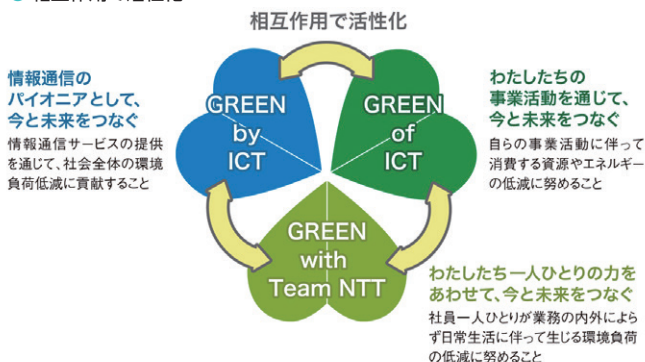 相互作用で活性化
情報通信の
パイオニアとして、
今と未来をつなぐ
情報通信サービスの提供
を通じて、社会全体の環境
負荷低減に貢献すること
GREEN
by
ICT
GREEN
of
ICT
わたしたちの
事業活動を通じて、
今と未来をつなぐ
自らの事業活動に伴って
消費する資源やエネルギー
の低減に努めること
GREEN
with
Team NTT
わたしたち一人ひとりの力を
あわせて、今と未来をつなぐ
社員一人ひとりが業務の内外によら
ず日常生活に伴って生じる環境負荷
の低減に努めること